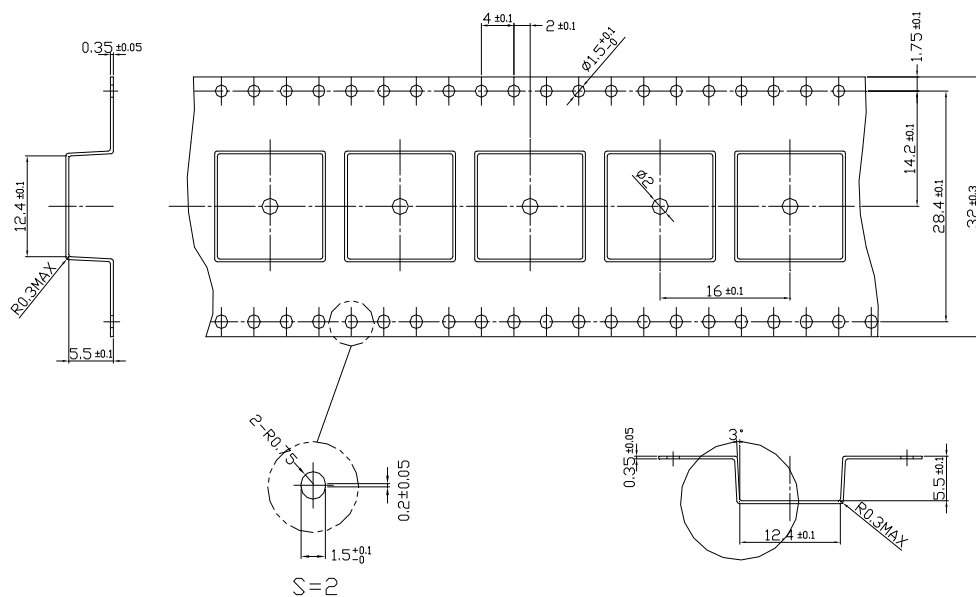 4 ±0.1
2 ±0.1
Ø1.5 +0.1 -0
1.75 ±0.1
0.35 ±0.05
14.2 ±0.1
28.4 ±0.1
32 ±0.3
12.4 ±0.1
Ø2
16 ±0.1
R0.3MAX
5.5 ±0.1
2-R0.75
0.2±0.05
1.5 +0.1 -0
S=2
3°
0.35 ±0.05
5.5 ±0.1
12.4 ±0.1
R0.3MAX